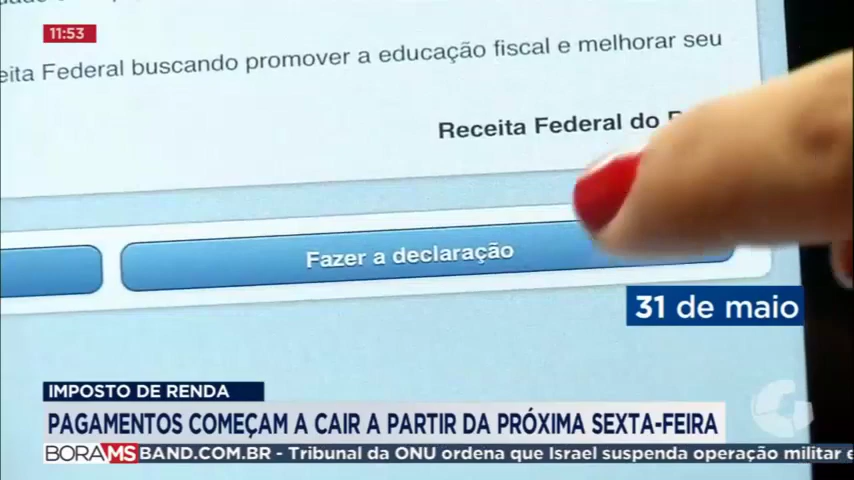 11:53
Federal buscando promover a educação fiscal e melhorar seu
Receita Federal do
Fazer a declaração
31 de maio
IMPOSTO DE RENDA
PAGAMENTOS COMEÇAM A CAIR A PARTIR DA PRÓXIMA SEXTA-FEIRA
BORAMS BAND.COM.BR - Tribunal da ONU ordena que Israel suspenda operação militar e